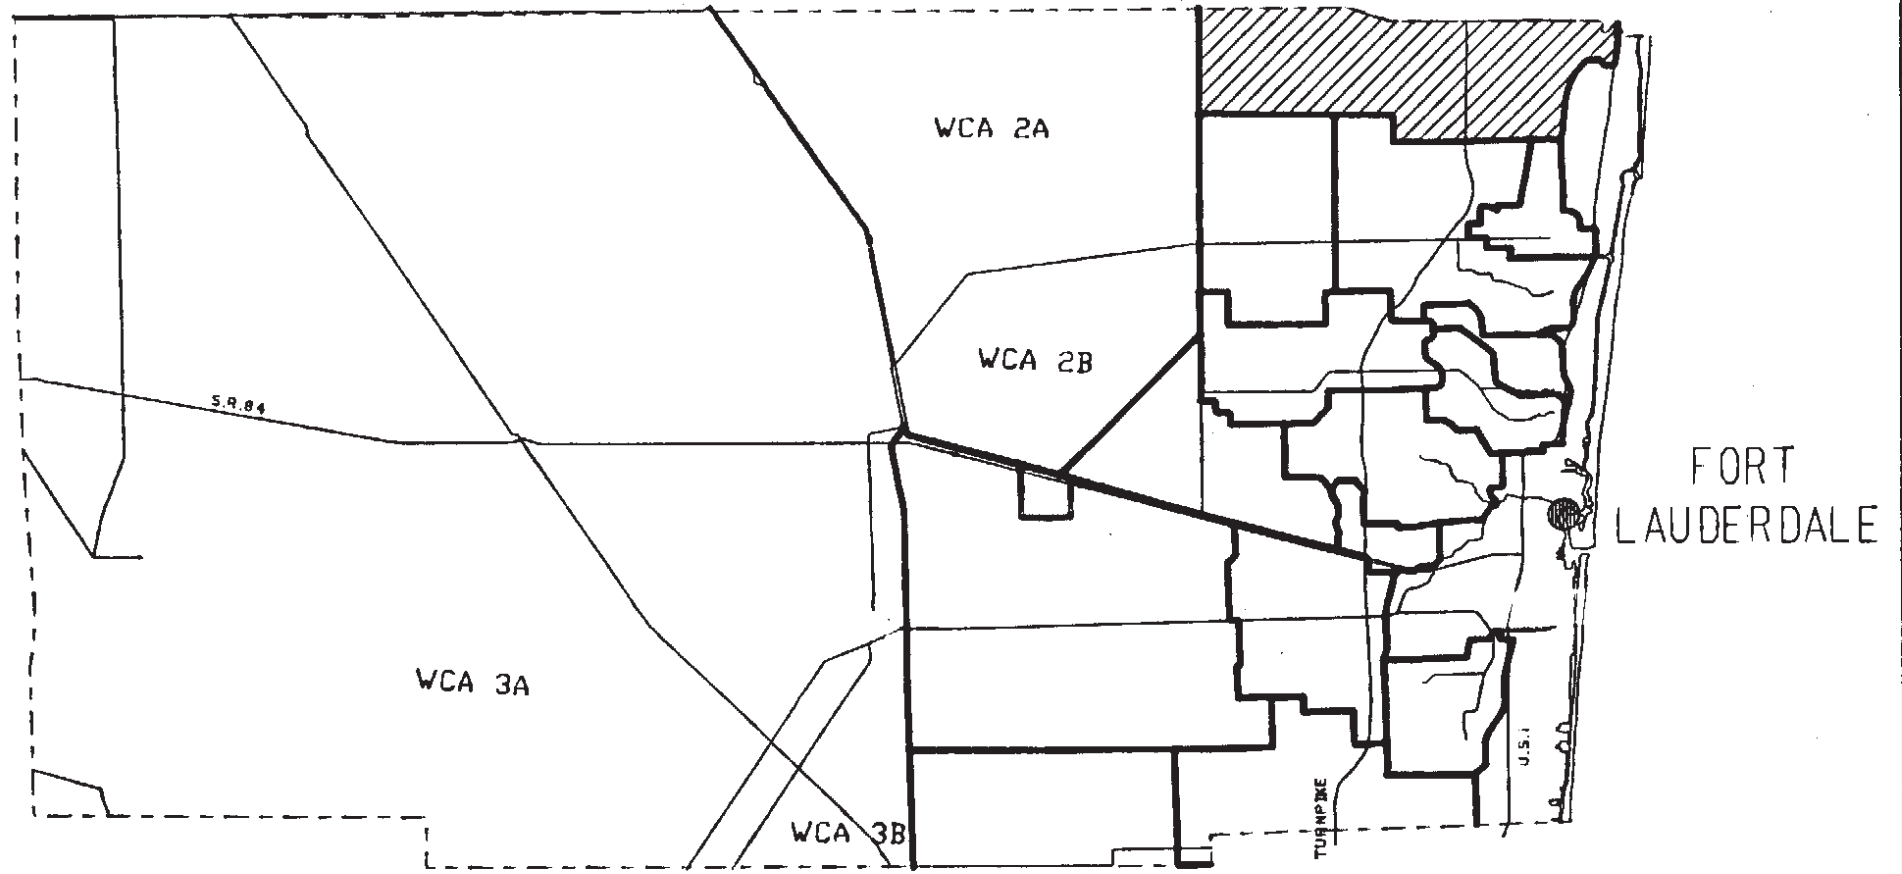 WCA 2A
WCA 2B
S.R.84
FORT
LAUDERDALE
WCA 3A
U.S.1
TURNPIKE
WCA 3B